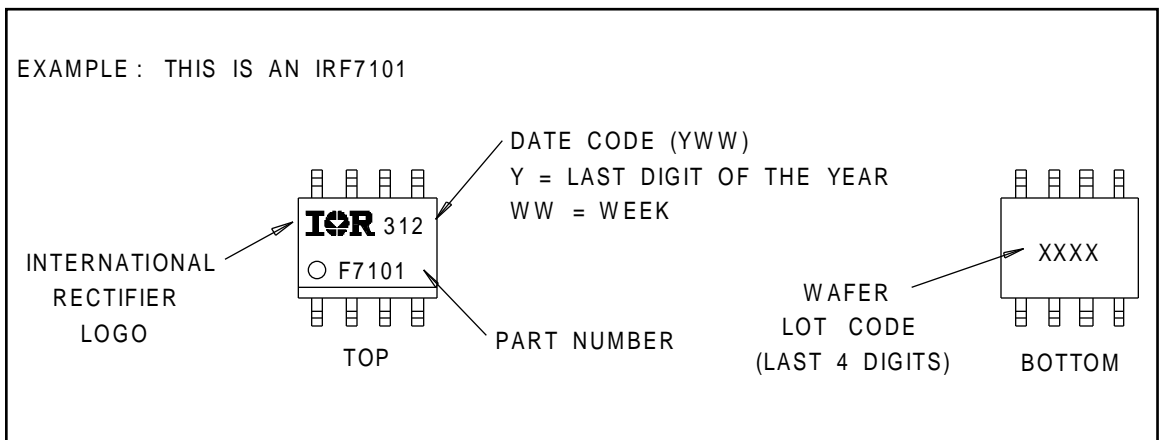 EXAMPLE : THIS IS AN IRF7101
DATE CODE (YWW)
Y = LAST DIGIT OF THE YEAR
WW = WEEK
INTERNATIONAL
RECTIFIER
LOGO
IOR 312
F7101
TOP
PART NUMBER
WAFER
LOT CODE
(LAST 4 DIGITS)
XXXX
BOTTOM